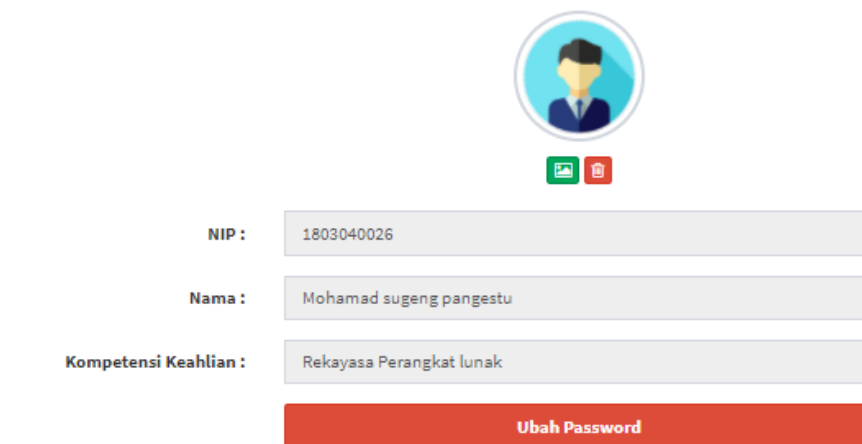 NIP : 1803040026
Nama : Mohamad sugeng pangestu
Kompetensi Keahlian : Rekayasa Perangkat lunak
Ubah Password